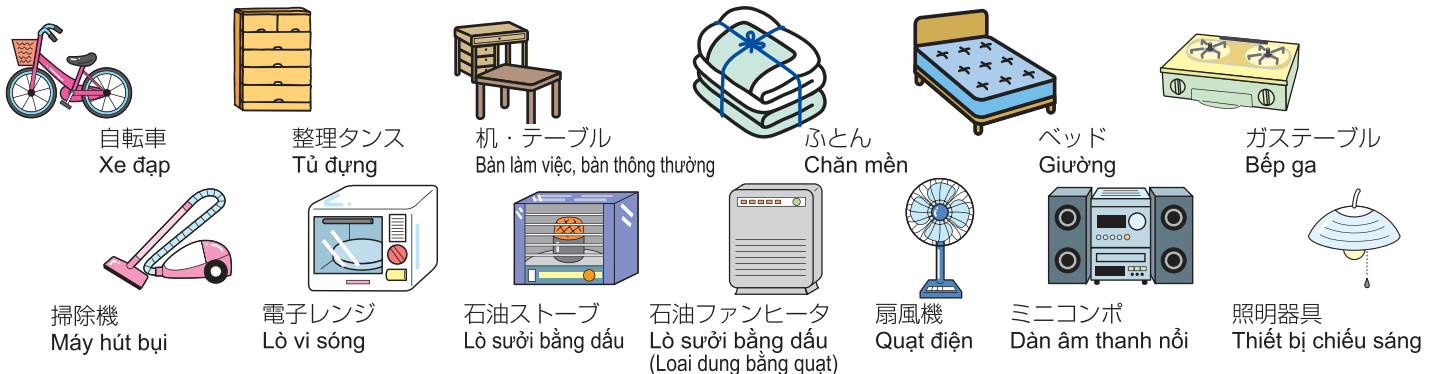 自転車
Xe đạp
整理タンス
Tủ đựng
机・テーブル
Bàn làm việc, bàn thông thường
ふとん
Chăn mền
ベッド
Giường
ガステーブル
Bếp ga
掃除機
Máy hút bụi
電子レンジ
Lò vi sóng
石油ストーブ
Lò sưởi bằng dấu
石油ファンヒータ
Lò sưởi bằng dấu
(Loai dung bằng quạt)
扇風機
Quạt điện
ミニコンポ
Dàn âm thanh nổi
照明器具
Thiết bị chiếu sáng